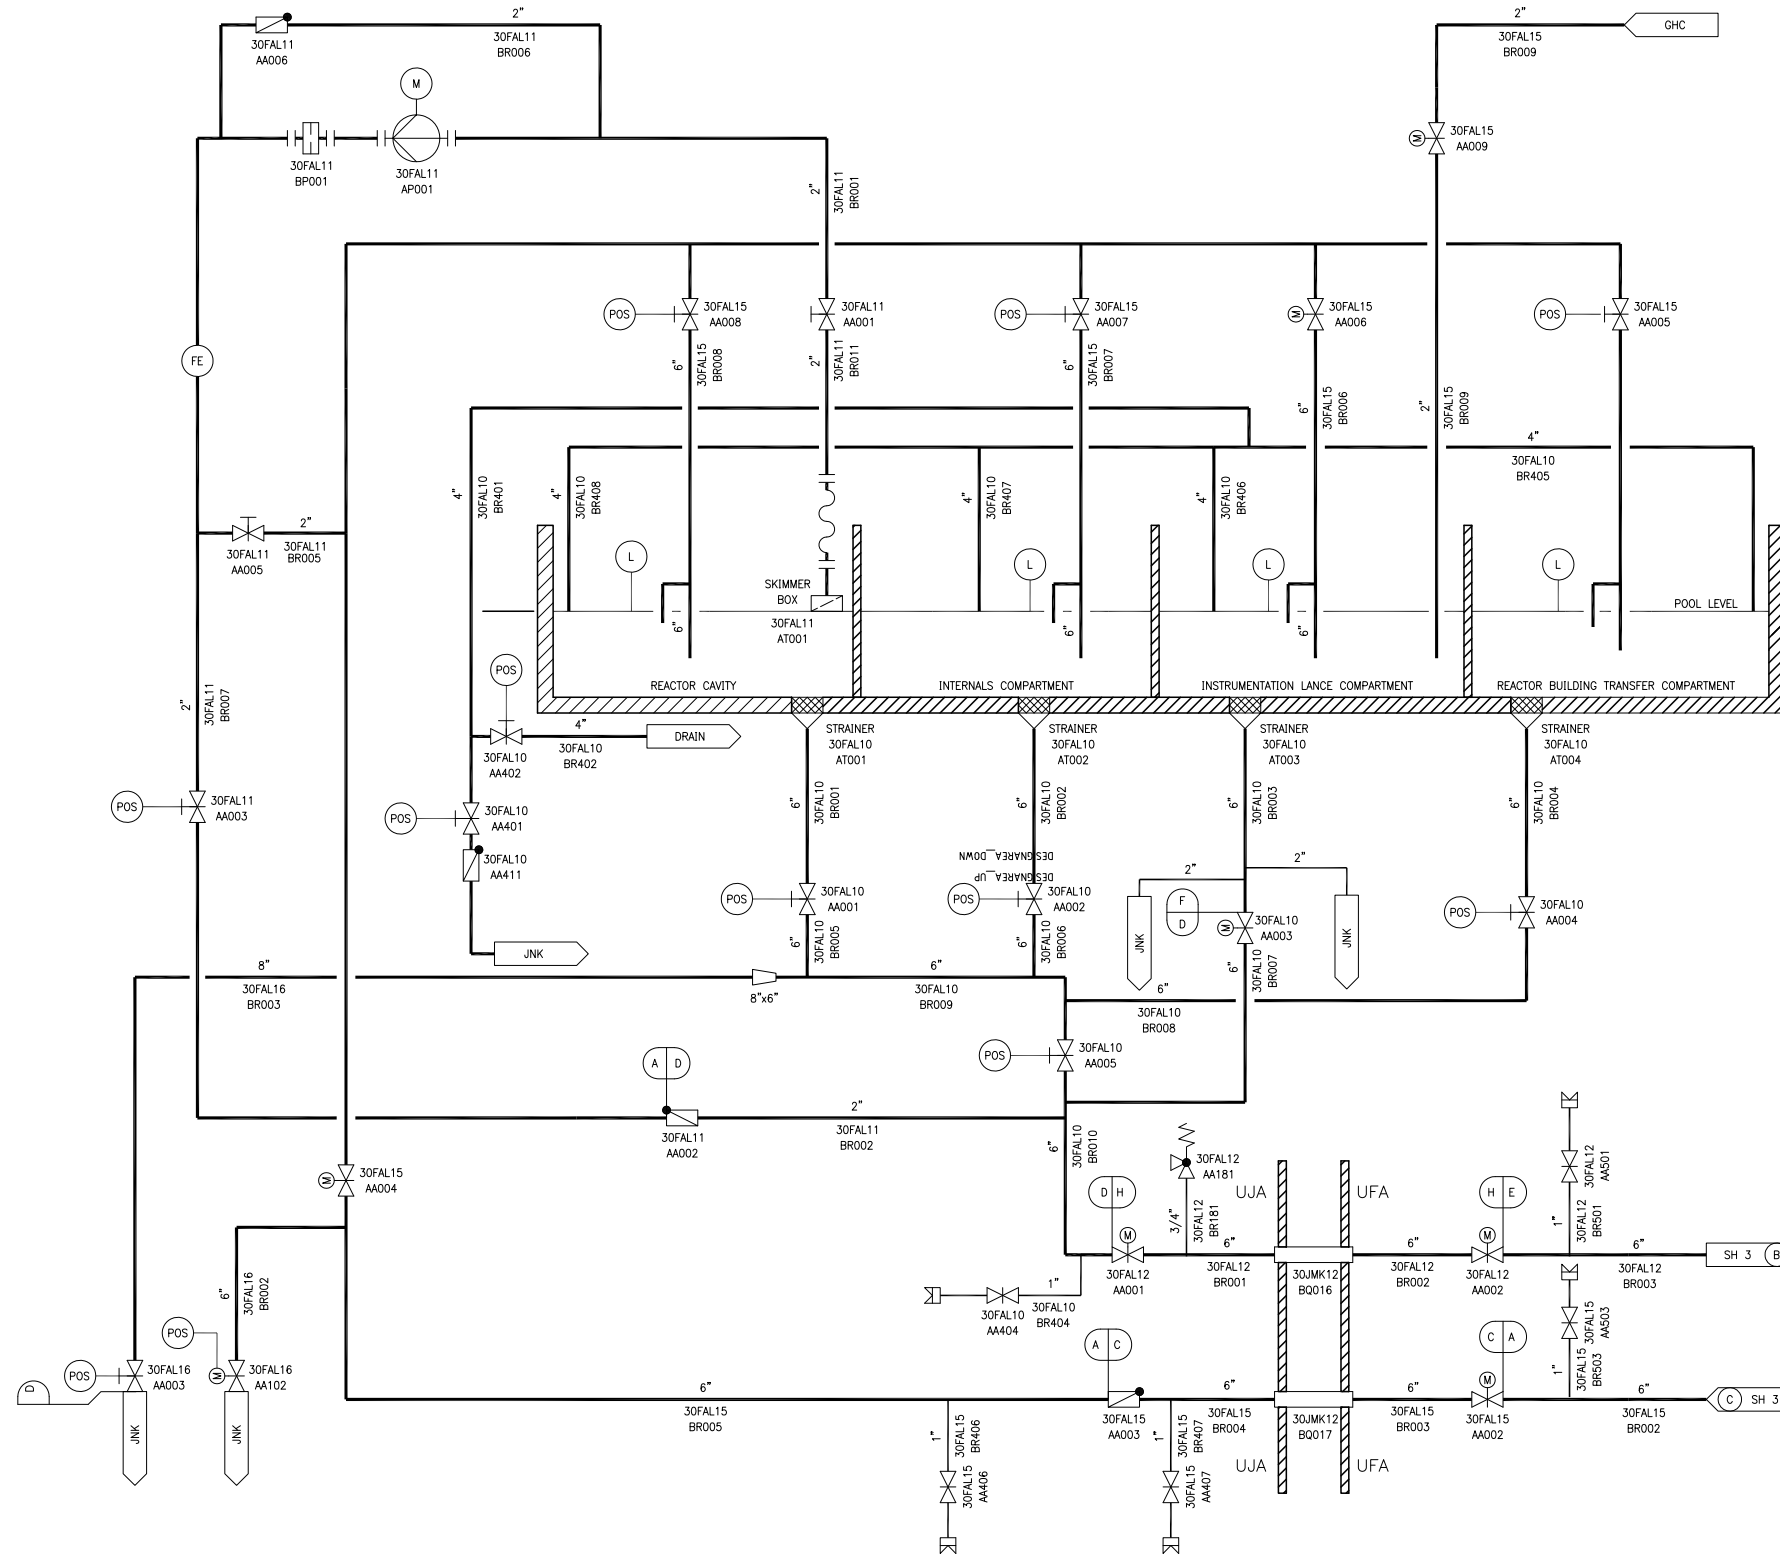 2"
30FAL11
AA006
30FAL11
BR006
2"
30FAL15
BR009
GHC
M
30FAL11
BP001
30FAL11
AP001
M
30FAL15
AA009
2"
30FAL11
BR001
POS
30FAL15
AA008
30FAL11
AA001
POS
30FAL15
AA007
M
30FAL15
AA006
POS
30FAL15
AA005
6"
30FAL15
BR008
2"
30FAL11
BR011
6"
30FAL15
BR007
6"
30FAL15
BR006
2"
30FAL15
BR009
FE
4"
30FAL10
BR405
4"
30FAL10
BR401
4"
30FAL10
BR408
4"
30FAL10
BR407
4"
30FAL10
BR406
2"
30FAL11
BR005
30FAL11
AA005
L
L
L
L
SKIMMER
BOX
30FAL11
AT001
POOL LEVEL
6"
6"
6"
REACTOR CAVITY
INTERNALS COMPARTMENT
INSTRUMENTATION LANCE COMPARTMENT
REACTOR BUILDING TRANSFER COMPARTMENT
POS
2"
30FAL11
BR007
4"
30FAL10
BR402
DRAIN
30FAL10
AA402
STRAINER
30FAL10
AT001
STRAINER
30FAL10
AT002
STRAINER
30FAL10
AT003
STRAINER
30FAL10
AT004
POS
30FAL11
AA003
POS
30FAL10
AA401
30FAL10
AA411
6"
30FAL10
BR001
6"
30FAL10
BR002
6"
30FAL10
BR003
6"
30FAL10
BR004
DESIGNAREA_DOWN
DESIGNAREA_UP
2"
2"
POS
30FAL10
AA001
POS
30FAL10
AA002
F
D
M
30FAL10
AA003
POS
30FAL10
AA004
JNK
JNK
JNK
6"
30FAL10
BR005
6"
30FAL10
BR006
6"
30FAL10
BR007
8"
30FAL16
BR003
8"x6"
6"
30FAL10
BR009
6"
30FAL10
BR008
POS
30FAL10
AA005
A D
30FAL11
AA002
2"
30FAL11
BR002
6"
30FAL10
BR010
M
30FAL15
AA004
30FAL12
AA181
UJA
UFA
D H
M
30FAL12
AA001
3/4"
30FAL12
BR181
6"
30FAL12
BR001
30JMK12
BQ016
6"
30FAL12
BR002
H E
M
30FAL12
AA002
30FAL12
AA501
1"
30FAL12
BR501
6"
30FAL12
BR003
SH 3
B
6"
30FAL16
BR002
1"
30FAL10
BR404
30FAL10
AA404
POS
M
30FAL16
AA102
POS
30FAL16
AA003
D
JNK
JNK
A C
30FAL15
AA003
6"
30FAL15
BR005
6"
30FAL15
BR004
30JMK12
BQ017
6"
30FAL15
BR003
C A
M
30FAL15
AA002
30FAL15
AA503
1"
30FAL15
BR503
6"
30FAL15
BR002
C SH 3
1"
30FAL15
BR406
30FAL15
AA406
1"
30FAL15
BR407
30FAL15
AA407
UJA
UFA